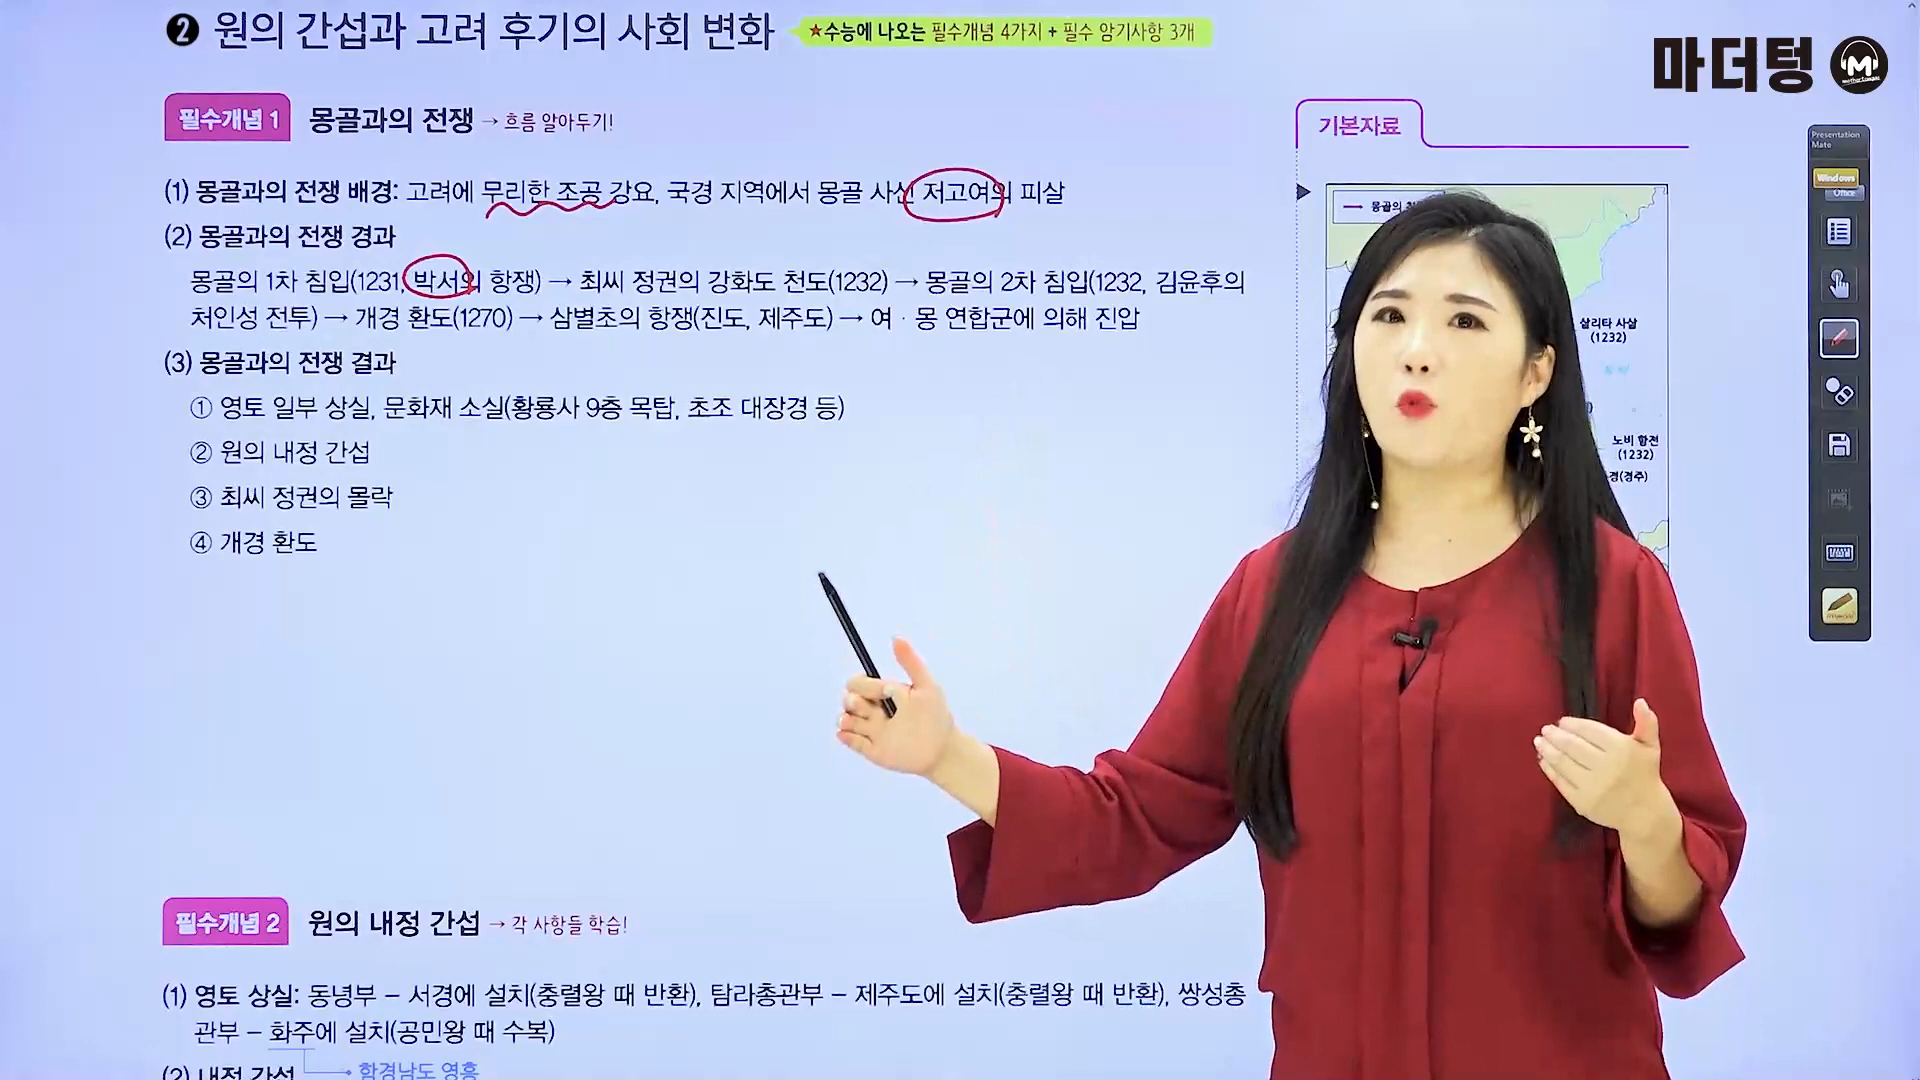 ❷ 원의 간섭과 고려 후기의 사회 변화
★수능에 나오는 필수개념 4가지 + 필수 암기사항 3개
마더텅
M
Presentation Mate
Windows
Office
필수개념 1 몽골과의 전쟁 → 흐름 알아두기!
기본자료
(1) 몽골과의 전쟁 배경: 고려에 무리한 조공 강요, 국경 지역에서 몽골 사신 저고여의 피살
몽골의
(2) 몽골과의 전쟁 경과
몽골의 1차 침입(1231, 박서의 항쟁) → 최씨 정권의 강화도 천도(1232) → 몽골의 2차 침입(1232, 김윤후의
처인성 전투) → 개경 환도(1270) → 삼별초의 항쟁(진도, 제주도) → 여 · 몽 연합군에 의해 진압
살리타 사살
(1232)
(3) 몽골과의 전쟁 결과
① 영토 일부 상실, 문화재 소실(황룡사 9층 목탑, 초조 대장경 등)
② 원의 내정 간섭
③ 최씨 정권의 몰락
④ 개경 환도
노비 항전
(1232)
경(경주)
필수개념 2 원의 내정 간섭 → 각 사항들 학습!
(1) 영토 상실: 동녕부 – 서경에 설치(충렬왕 때 반환), 탐라총관부 – 제주도에 설치(충렬왕 때 반환), 쌍성총
관부 – 화주에 설치(공민왕 때 수복)
함경남도 영흥
(2) 내정 간섭